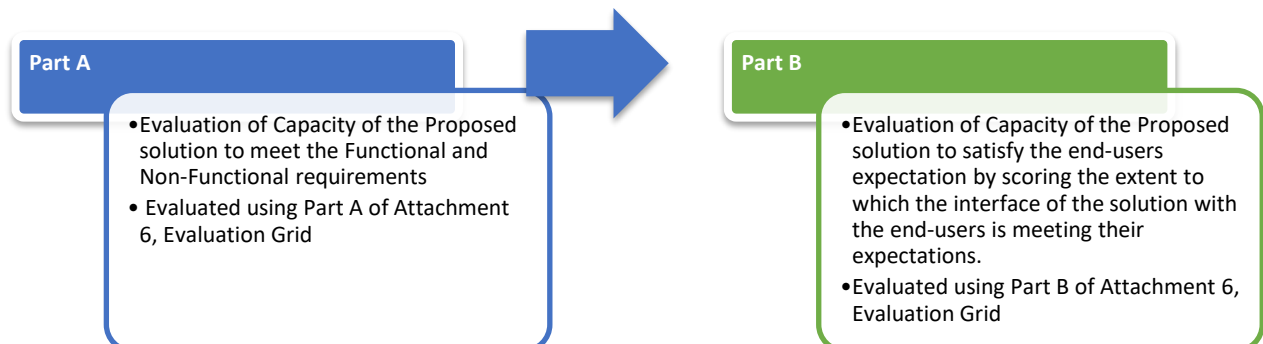 Part A
•Evaluation of Capacity of the Proposed
solution to meet the Functional and
Non-Functional requirements
• Evaluated using Part A of Attachment
6, Evaluation Grid
Part B
•Evaluation of Capacity of the Proposed
solution to satisfy the end-users
expectation by scoring the extent to
which the interface of the solution with
the end-users is meeting their
expectations.
•Evaluated using Part B of Attachment 6,
Evaluation Grid